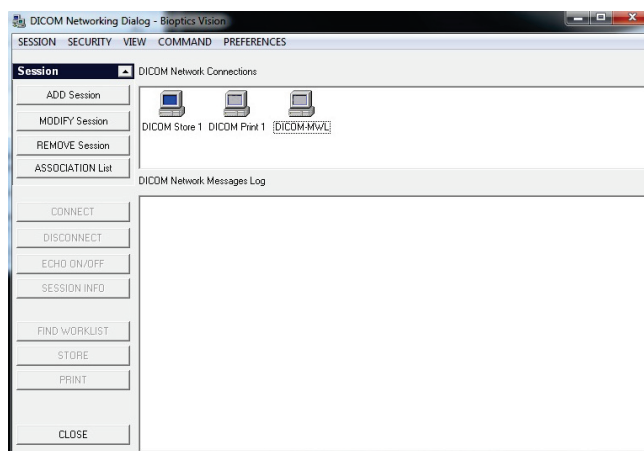 DICOM Networking Dialog - Bioptics Vision
SESSION SECURITY VIEW COMMAND PREFERENCES
Session
ADD Session
MODIFY Session
REMOVE Session
ASSOCIATION List
CONNECT
DISCONNECT
ECHO ON/OFF
SESSION INFO
FIND WORKLIST
STORE
PRINT
CLOSE
DICOM Network Connections
DICOM Store 1 DICOM Print 1 DICOM-MWL
DICOM Network Messages Log